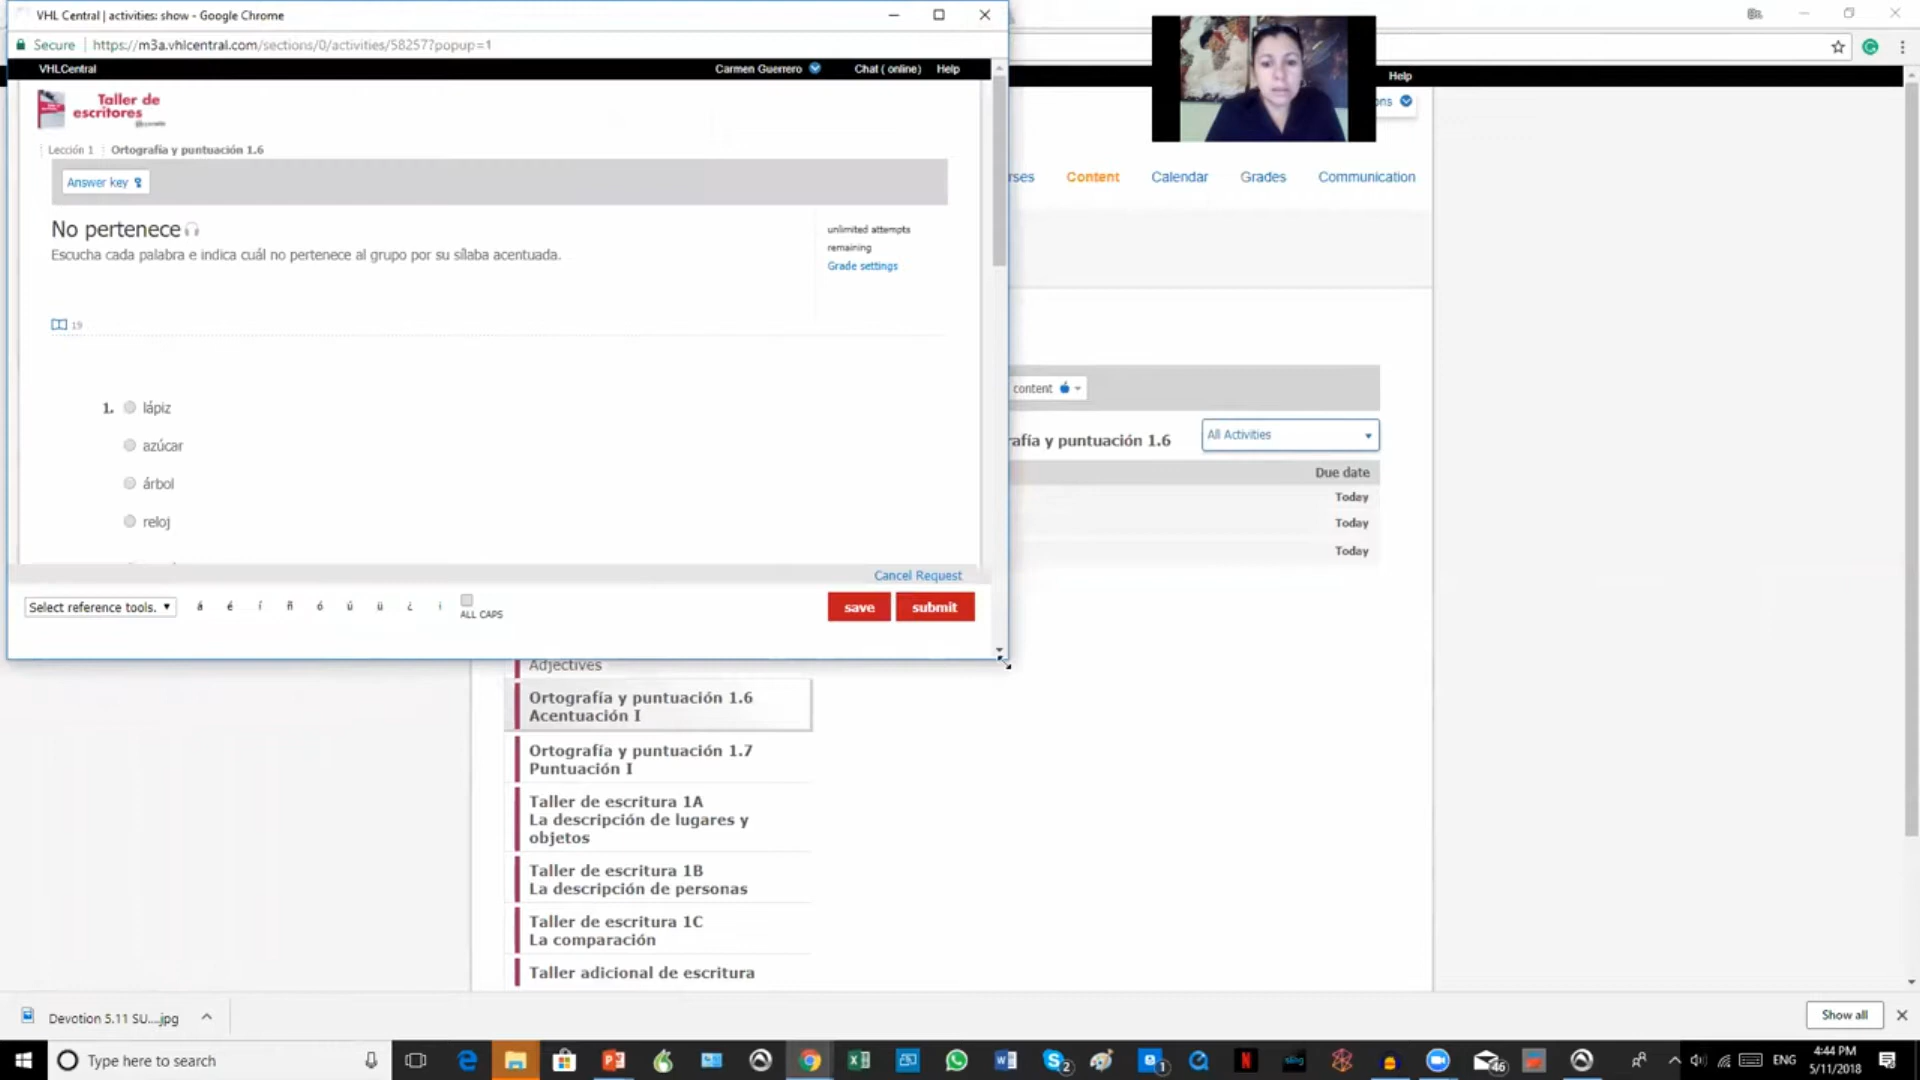 VHL Central | activities: show - Google Chrome
Secure
https://m3a.vhlcentral.com/sections/0/activities/58257?popup=1
VHLCentral
Carmen Guerrero
Chat ( online)
Help
Taller de
escritores
Lección 1
Ortografía y puntuación 1.6
Answer key
No pertenece
Escucha cada palabra e indica cuál no pertenece al grupo por su sílaba acentuada.
unlimited attempts
remaining
Grade settings
19
1. lápiz
azúcar
árbol
reloj
Cancel Request
Select reference tools.
á é í ñ ó ú ü ¿ ¡
ALL CAPS
save
submit
Help
ons
rses
Content
Calendar
Grades
Communication
content
rafía y puntuación 1.6
All Activities
Due date
Today
Today
Today
Adjectives
Ortografía y puntuación 1.6
Acentuación I
Ortografía y puntuación 1.7
Puntuación I
Taller de escritura 1A
La descripción de lugares y
objetos
Taller de escritura 1B
La descripción de personas
Taller de escritura 1C
La comparación
Taller adicional de escritura
Devotion 5.11 SU....jpg
Show all
Type here to search
2
1
46
ENG
4:44 PM
5/11/2018